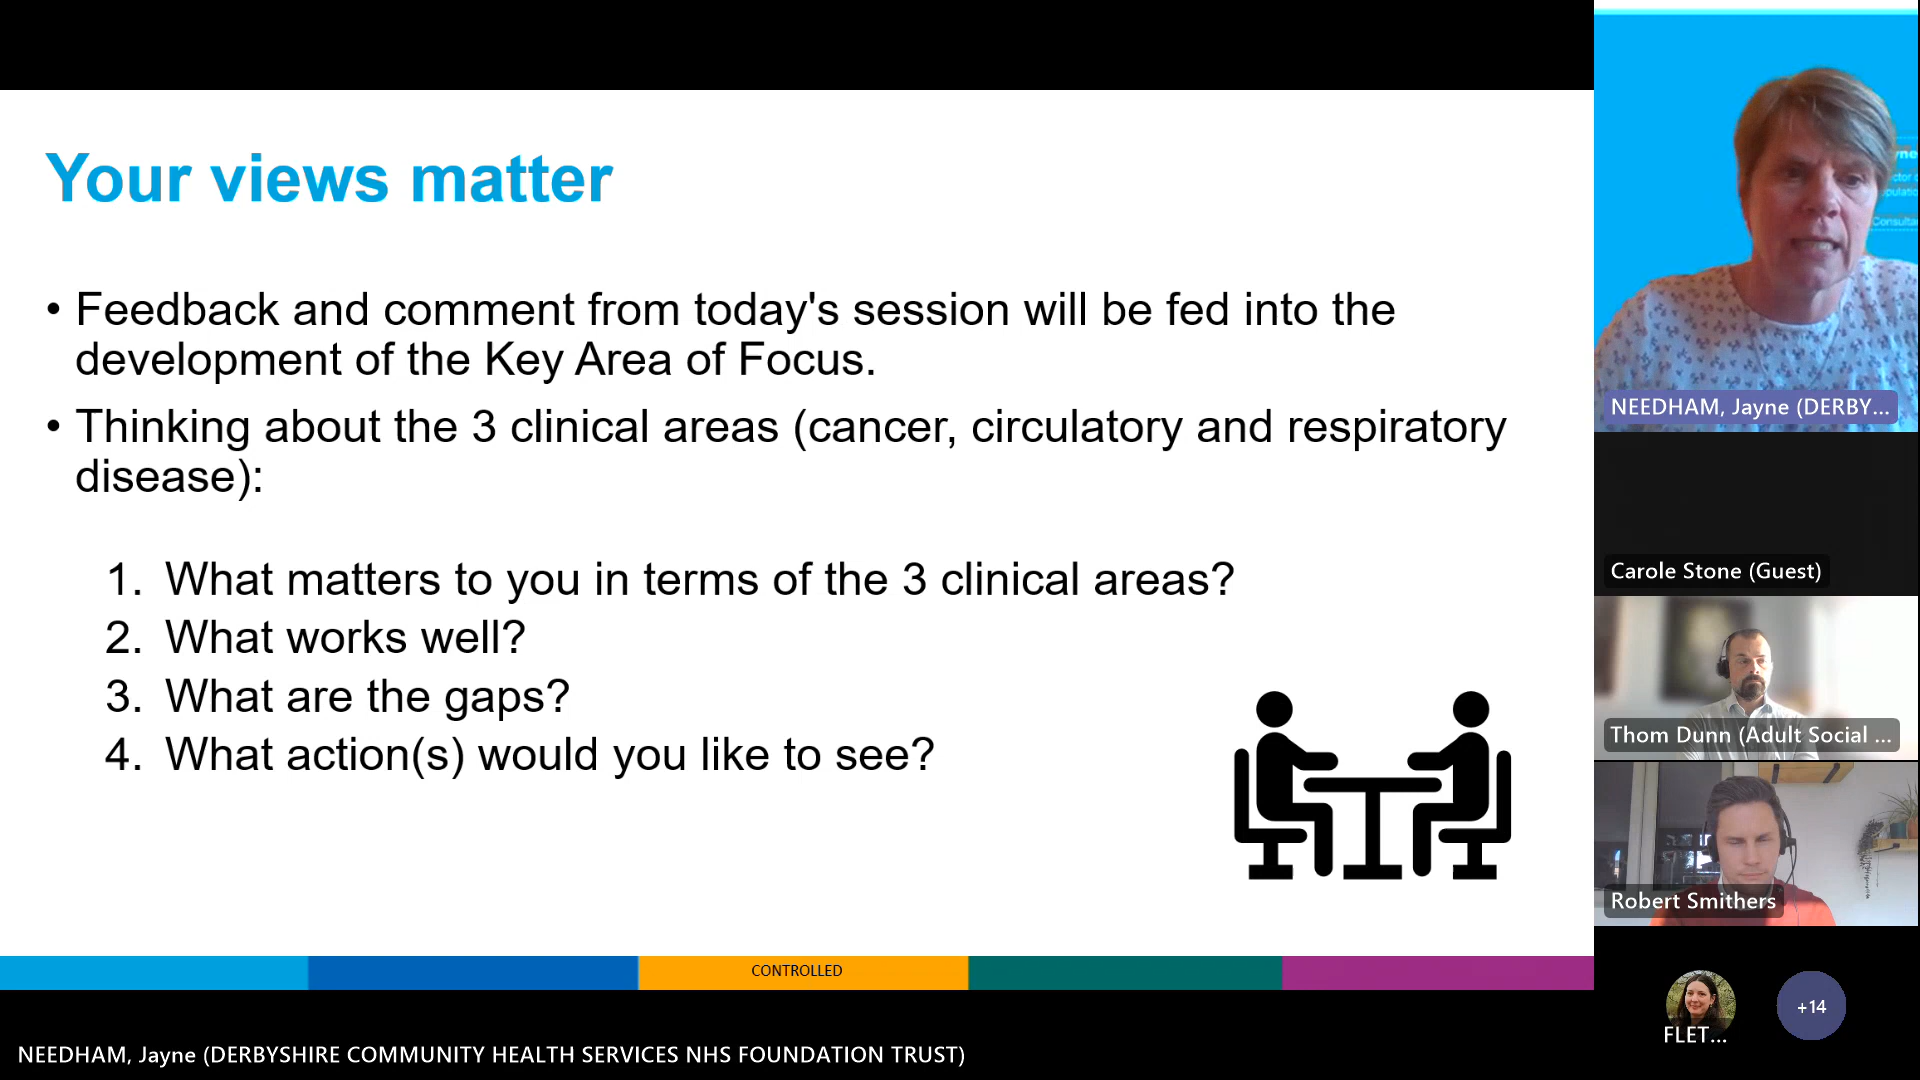 Your views matter
• Feedback and comment from today's session will be fed into the
development of the Key Area of Focus.
• Thinking about the 3 clinical areas (cancer, circulatory and respiratory
disease):
1. What matters to you in terms of the 3 clinical areas?
2. What works well?
3. What are the gaps?
4. What action(s) would you like to see?
CONTROLLED
NEEDHAM, Jayne (DERBYSHIRE COMMUNITY HEALTH SERVICES NHS FOUNDATION TRUST)
NEEDHAM, Jayne (DERBY...
Carole Stone (Guest)
Thom Dunn (Adult Social ...
Robert Smithers
FLET...
+14